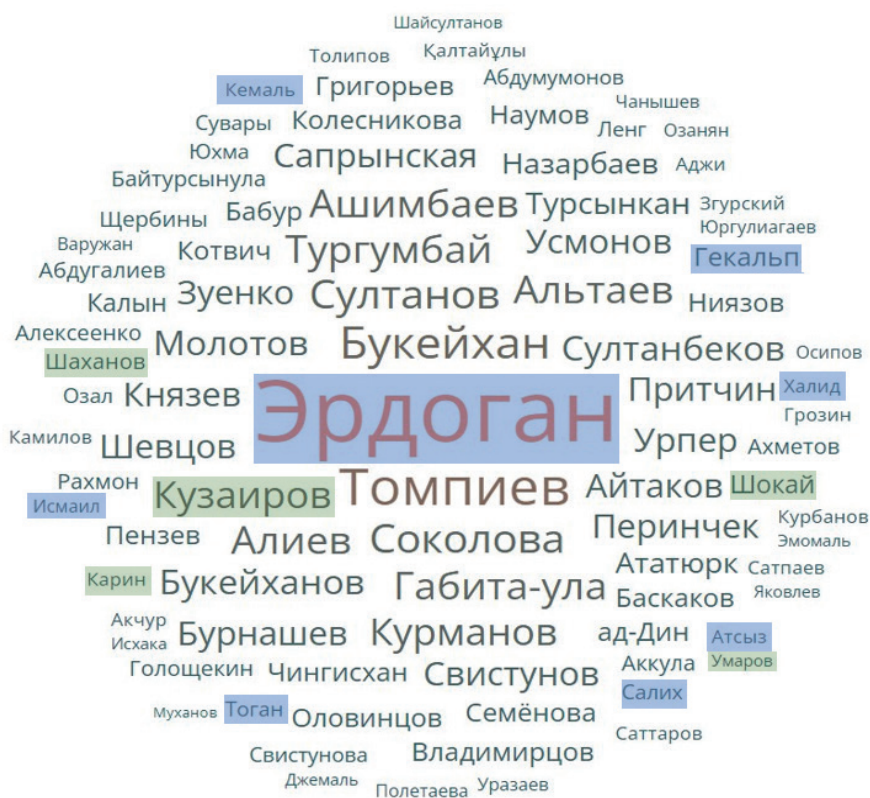 Шайсултанов
Толипов Қалтайұлы
Кемаль Григорьев Абдумумонов
Сувары Колесникова Наумов Чанышев
Ленг Озанян
Юхма Сапрынская Назарбаев Аджи
Байтурсынула
Щербины Бабур Ашимбаев Турсынкан Згурский
Юргулиагаев
Варужан Котвич Тургумбай Усмонов Гекальп
Абдугалиев
Калын Зуенко Султанов Альтаев Ниязов
Алексеенко Молотов Букейхан Султанбеков Осипов
Шаханов
Озал Князев Эрдоган Притчин Халид
Грозин
Камилов Шевцов Урпер Ахметов
Рахмон Кузаиров Томпиев Айтаков Шокай
Исмаил
Пензев Алиев Соколова Перинчек Курбанов
Эмомаль
Карин Букейханов Габита-ула Ататюрк Сатпаев
Баскаков Яковлев
Акчур Бурнашев Курманов ад-Дин Атсыз
Исхака
Голощекин Чингисхан Свистунов Аккула Умаров
Салих
Муханов Тоган Оловинцов Семёнова
Саттаров
Свистунова Владимирцов
Джемаль Полетаева Уразаев